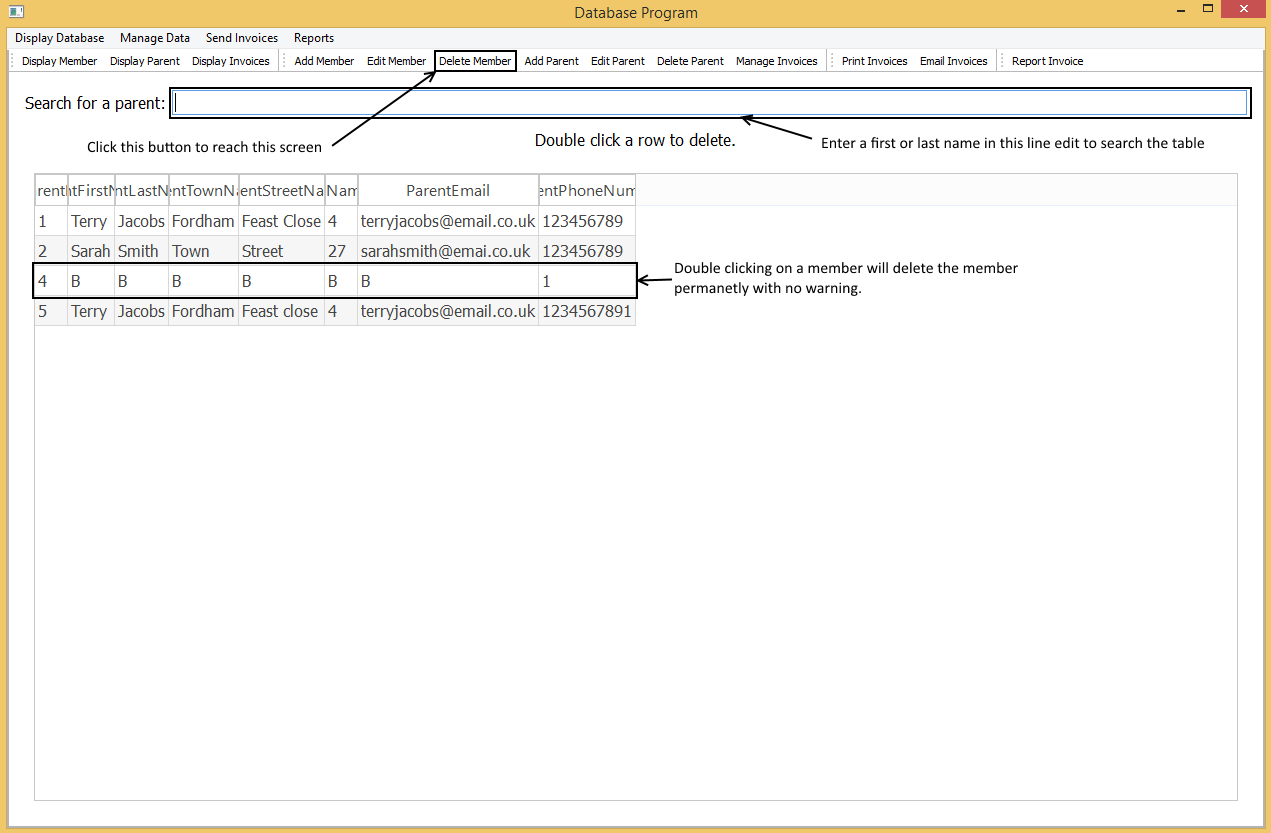 Database Program
Display Database Manage Data Send Invoices Reports
Display Member Display Parent Display Invoices Add Member Edit Member Delete Member Add Parent Edit Parent Delete Parent Manage Invoices Print Invoices Email Invoices Report Invoice
Search for a parent:
Click this button to reach this screen
Double click a row to delete.
Enter a first or last name in this line edit to search the table
rent ntFirstN ntLastN entTownNa entStreetNa Nam ParentEmail entPhoneNum
1 Terry Jacobs Fordham Feast Close 4 terryjacobs@email.co.uk 123456789
2 Sarah Smith Town Street 27 sarahsmith@emai.co.uk 123456789
4 B B B B B B 1
5 Terry Jacobs Fordham Feast close 4 terryjacobs@email.co.uk 1234567891
Double clicking on a member will delete the member
permanetly with no warning.